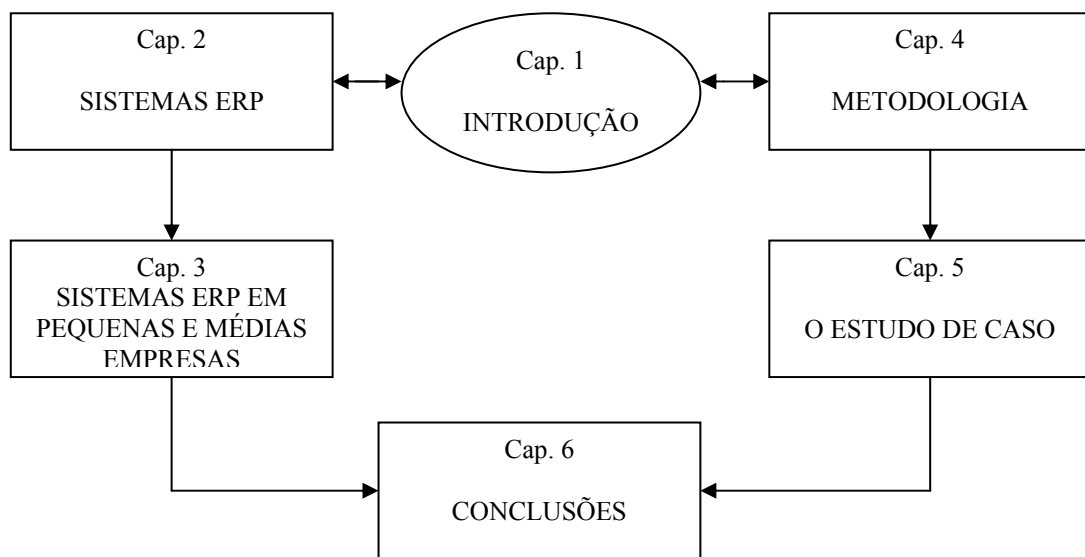 Cap. 2
SISTEMAS ERP
Cap. 1
INTRODUÇÃO
Cap. 4
METODOLOGIA
Cap. 3
SISTEMAS ERP EM
PEQUENAS E MÉDIAS
EMPRESAS
Cap. 5
O ESTUDO DE CASO
Cap. 6
CONCLUSÕES